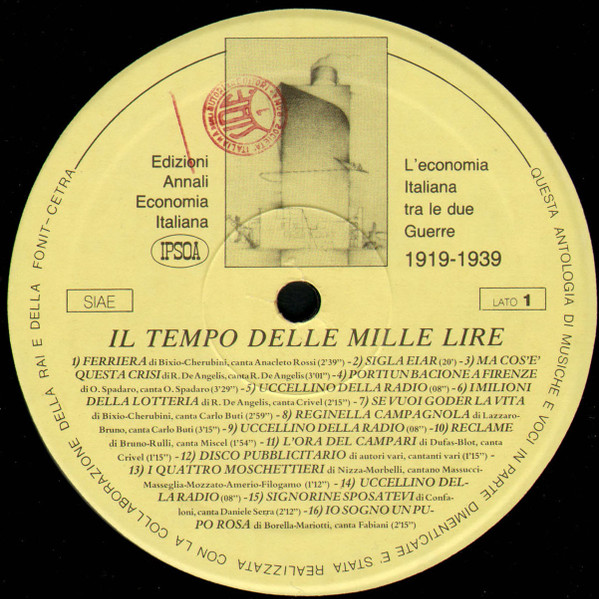 Edizioni
Annali
Economia
Italiana
IPSOA
L'economia
Italiana
tra le due
Guerre
1919-1939
SIAE
LATO 1
IL TEMPO DELLE MILLE LIRE
1) FERRIERA di Bixio-Cherubini, canta Anacleto Rossi (2'39") -2) SIGLA EIAR (20") -3) MA COS'E'
QUESTA CRISI di R. De Angelis, canta R. De Angelis (3'01") -4) PORTI UN BACIONE A FIRENZE
di O. Spadaro, canta O. Spadaro (3'29") -5) UCCELLINO DELLA RADIO (08") -6) I MILIONI
DELLA LOTTERIA di R. De Angelis, canta Crivel (2'15") -7) SE VUOI GODER LA VITA
di Bixio-Cherubini, canta Carlo Buti (2'59") -8) REGINELLA CAMPAGNOLA di Lazzaro-
Bruno, canta Carlo Buti (3'15") -9) UCCELLINO DELLA RADIO (08") -10) RECLAME
di Bruno-Rulli, canta Miscel (1'54") -11) L'ORA DEL CAMPARI di Dufas-Blot, canta
Crivel (1'15") -12) DISCO PUBBLICITARIO di autori vari, cantanti vari (1'15") -
13) I QUATTRO MOSCHETTIERI di Nizza-Morbelli, cantano Massucci-
Masseglia-Mozzato-Amerio-Filogamo (1'12") -14) UCCELLINO DEL-
LA RADIO (08") -15) SIGNORINE SPOSATEVI di Confa-
loni, canta Daniele Serra (2'12") -16) IO SOGNO UN PU-
PO ROSA di Borella-Mariotti, canta Fabiani (2'15")
QUESTA ANTOLOGIA DI MUSICHE E VOCI IN PARTE DIMENTICATE E' STATA REALIZZATA CON LA COLLABORAZIONE DELLA RAI E DELLA FONIT-CETRA